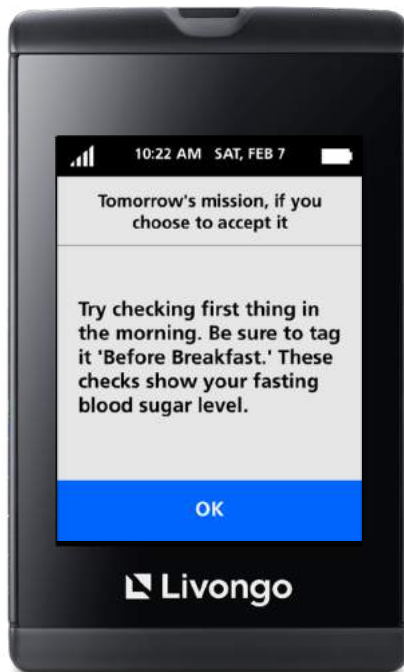 10:22 AM SAT, FEB 7
Tomorrow's mission, if you
choose to accept it
Try checking first thing in
the morning. Be sure to tag
it 'Before Breakfast.' These
checks show your fasting
blood sugar level.
OK
Livongo